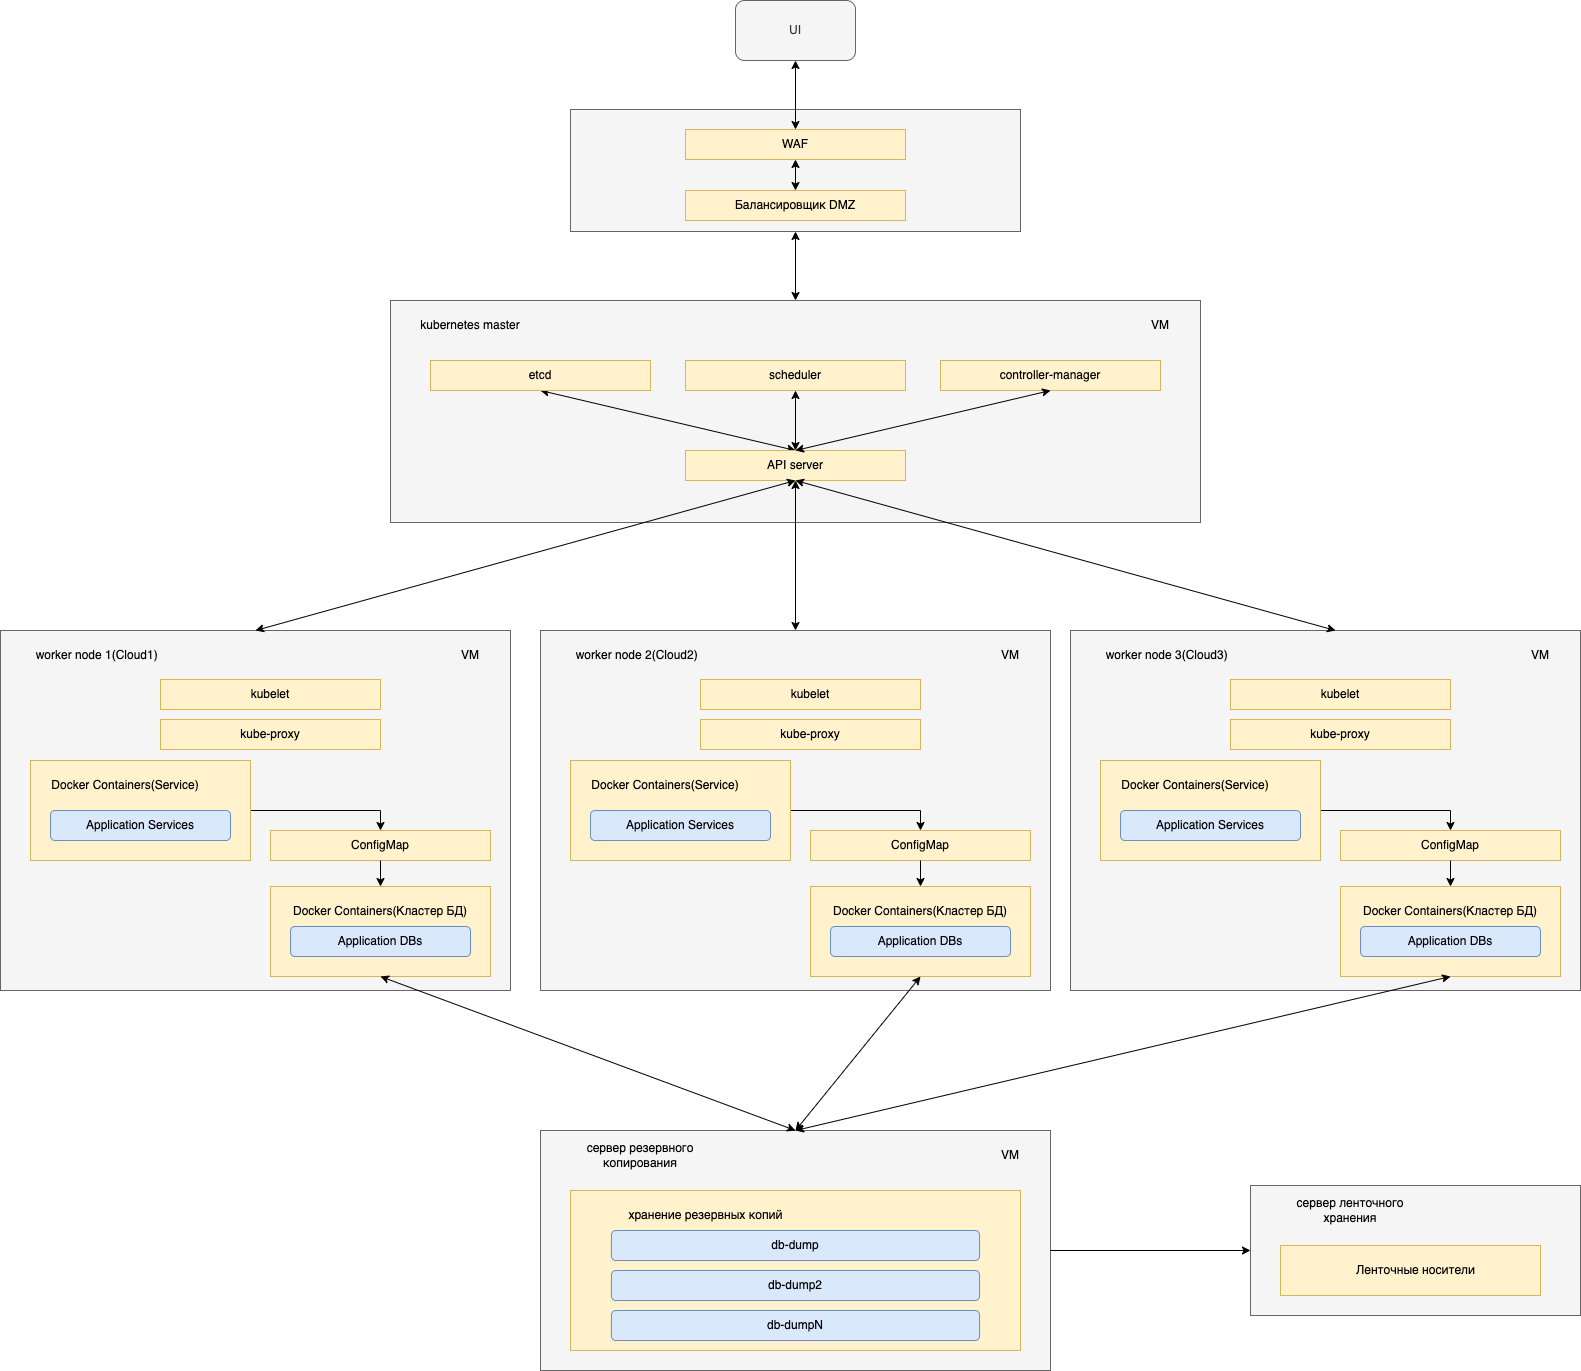 UI
WAF
Балансировщик DMZ
kubernetes master
VM
etcd
scheduler
controller-manager
API server
worker node 1(Cloud1)
VM
kubelet
kube-proxy
Docker Containers(Service)
Application Services
ConfigMap
Docker Containers(Кластер БД)
Application DBs
worker node 2(Cloud2)
VM
kubelet
kube-proxy
Docker Containers(Service)
Application Services
ConfigMap
Docker Containers(Кластер БД)
Application DBs
worker node 3(Cloud3)
VM
kubelet
kube-proxy
Docker Containers(Service)
Application Services
ConfigMap
Docker Containers(Кластер БД)
Application DBs
сервер резервного
копирования
VM
хранение резервных копий
db-dump
db-dump2
db-dumpN
сервер ленточного
хранения
Ленточные носители